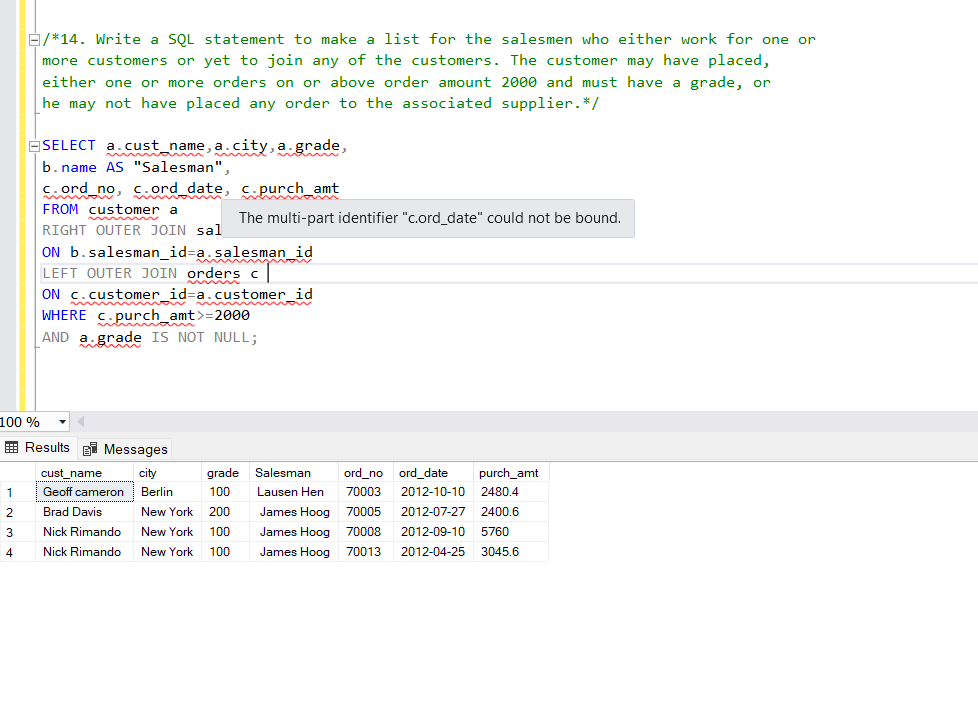 /*14. Write a SQL statement to make a list for the salesmen who either work for one or
more customers or yet to join any of the customers. The customer may have placed,
either one or more orders on or above order amount 2000 and must have a grade, or
he may not have placed any order to the associated supplier.*/
SELECT a.cust_name,a.city,a.grade,
b.name AS "Salesman",
c.ord_no, c.ord_date, c.purch_amt
FROM customer a
The multi-part identifier "c.ord_date" could not be bound.
RIGHT OUTER JOIN sal
ON b.salesman_id=a.salesman_id
LEFT OUTER JOIN orders c
ON c.customer_id=a.customer_id
WHERE c.purch_amt>=2000
AND a.grade IS NOT NULL;
100 %
Results Messages
cust_name city grade Salesman ord_no ord_date purch_amt
1 Geoff cameron Berlin 100 Lausen Hen 70003 2012-10-10 2480.4
2 Brad Davis New York 200 James Hoog 70005 2012-07-27 2400.6
3 Nick Rimando New York 100 James Hoog 70008 2012-09-10 5760
4 Nick Rimando New York 100 James Hoog 70013 2012-04-25 3045.6